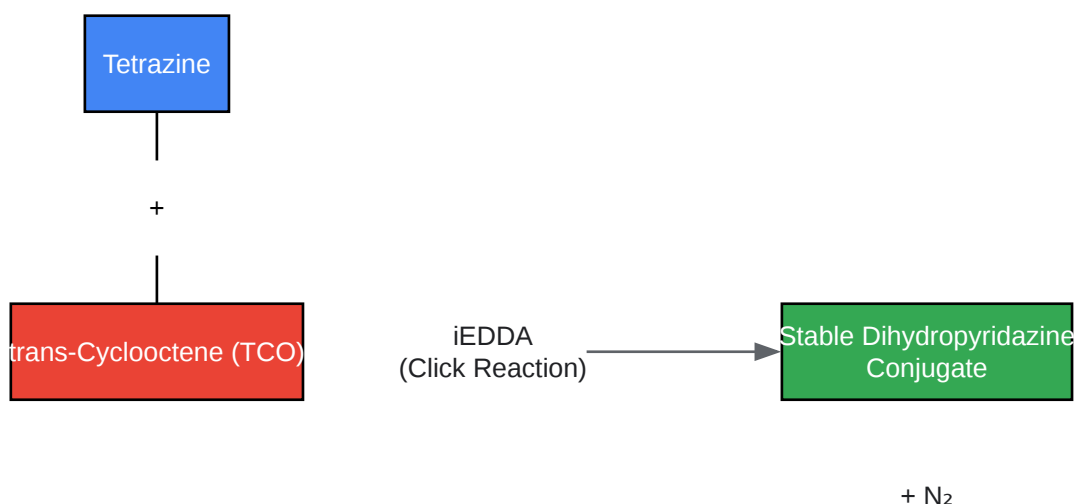 Tetrazine
+
trans-Cyclooctene (TCO)
iEDDA
(Click Reaction)
Stable Dihydropyridazine
Conjugate
+ N₂